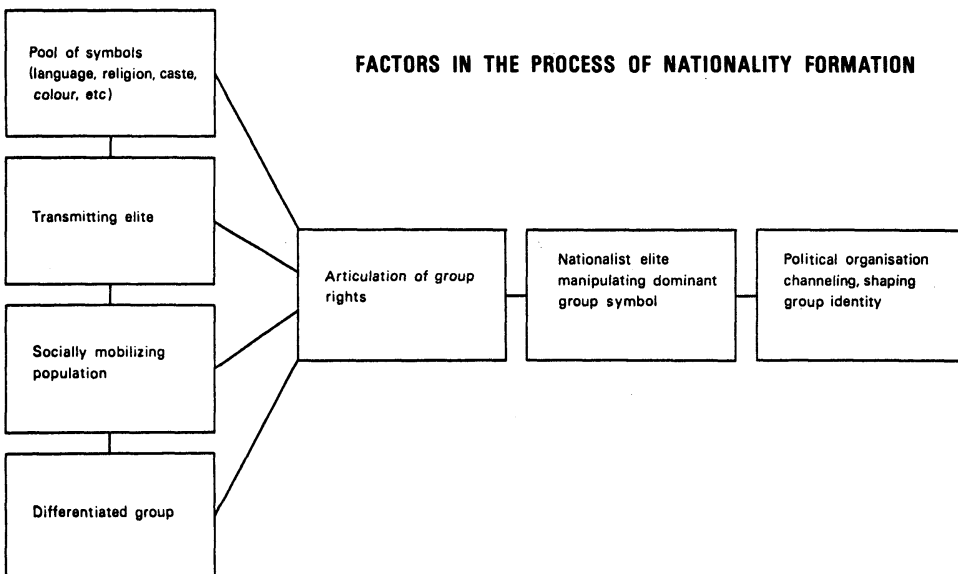 FACTORS IN THE PROCESS OF NATIONALITY FORMATION
Pool of symbols
(language, religion, caste,
colour, etc)
Transmitting elite
Socially mobilizing
population
Differentiated group
Articulation of group
rights
Nationalist elite
manipulating dominant
group symbol
Political organisation
channeling, shaping
group identity